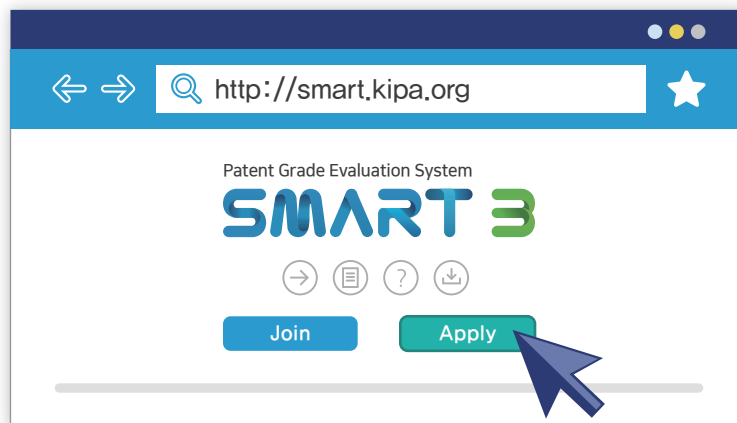 http://smart.kipa.org
Patent Grade Evaluation System
SMART 3
?
Join
Apply